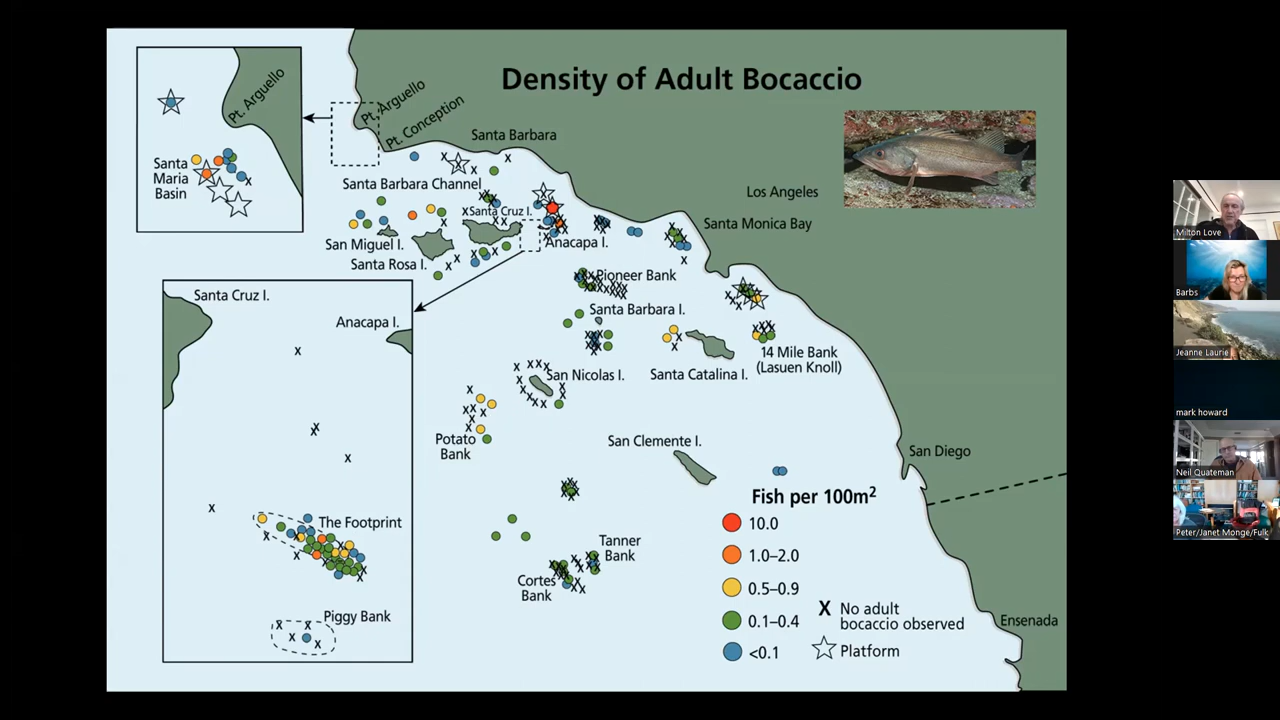 Density of Adult Bocaccio
Pt. Arguello
Santa
Maria
Basin
Pt. Arguello
Pt. Conception
Santa Barbara
Santa Barbara Channel
Santa Cruz I.
San Miguel I.
Santa Rosa I.
Anacapa I.
Los Angeles
Santa Monica Bay
Pioneer Bank
Santa Barbara I.
14 Mile Bank
(Lasuen Knoll)
San Nicolas I.
Santa Catalina I.
Potato
Bank
San Clemente I.
San Diego
Tanner
Bank
Cortes
Bank
Ensenada
Santa Cruz I.
Anacapa I.
The Footprint
Piggy Bank
Fish per 100m²
10.0
1.0–2.0
0.5–0.9
0.1–0.4
<0.1
X No adult
bocaccio observed
Platform
Milton Love
Barbs
Jeanne Laurie
mark howard
Neil Quateman
Peter/Janet Monge/Fulk